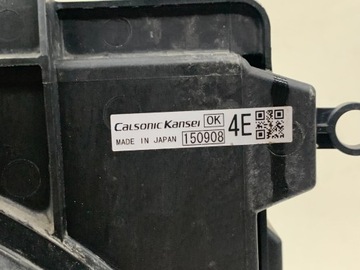 Calsonic Kansei OK 4E
MADE IN JAPAN 150908